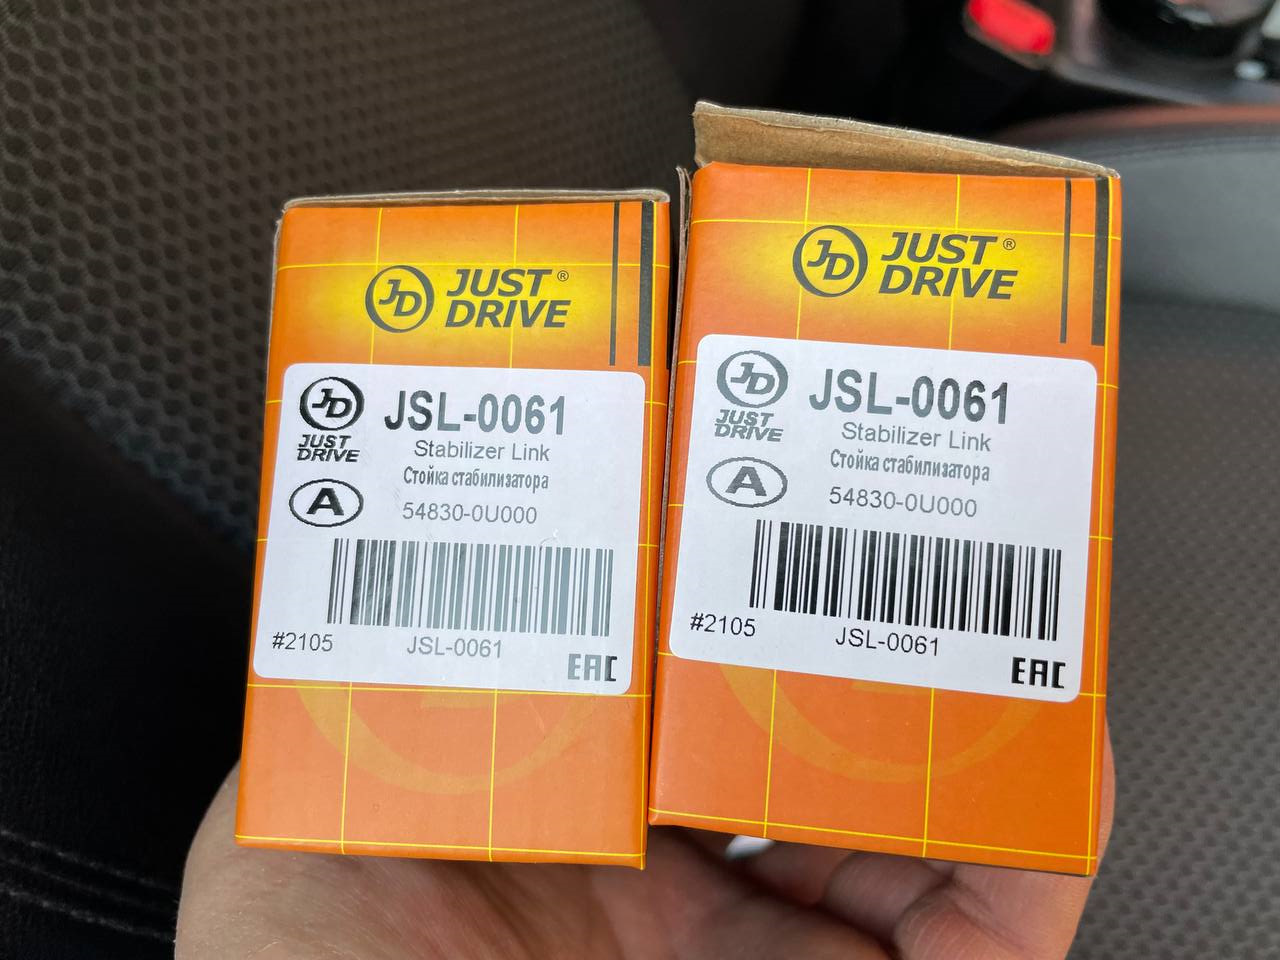 JD JUST ®
DRIVE
JD
JUST
DRIVE
A
JSL-0061
Stabilizer Link
Стойка стабилизатора
54830-0U000
#2105
JSL-0061
EAC
JD JUST ®
DRIVE
JD
JUST
DRIVE
A
JSL-0061
Stabilizer Link
Стойка стабилизатора
54830-0U000
#2105
JSL-0061
EAC